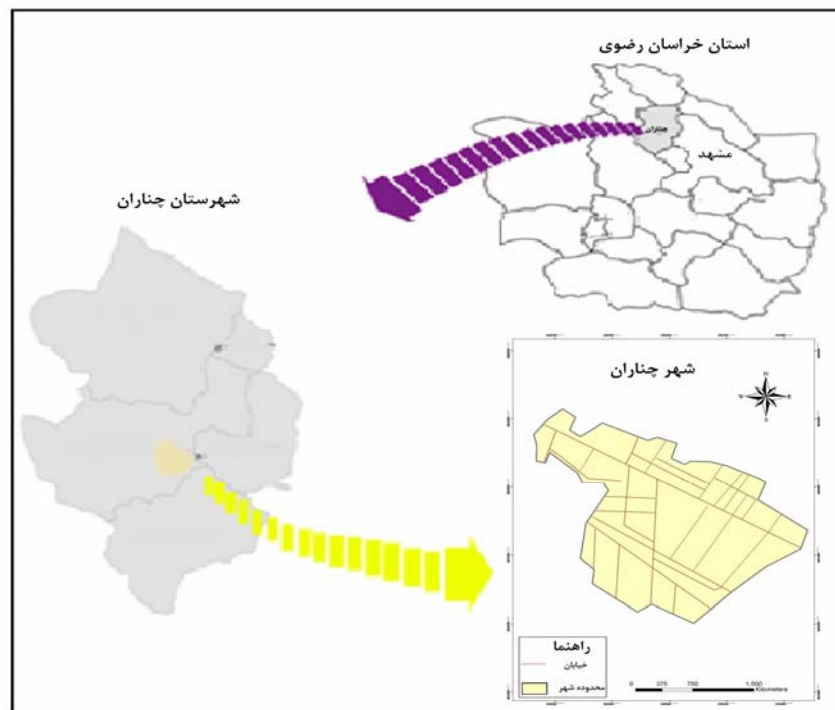 استان خراسان رضوی
چناران
مشهد
شهرستان چناران
شهر چناران
N
W E
S
راهنما
خیابان
محدوده شهر
0 375 750 1,500
Kilometers